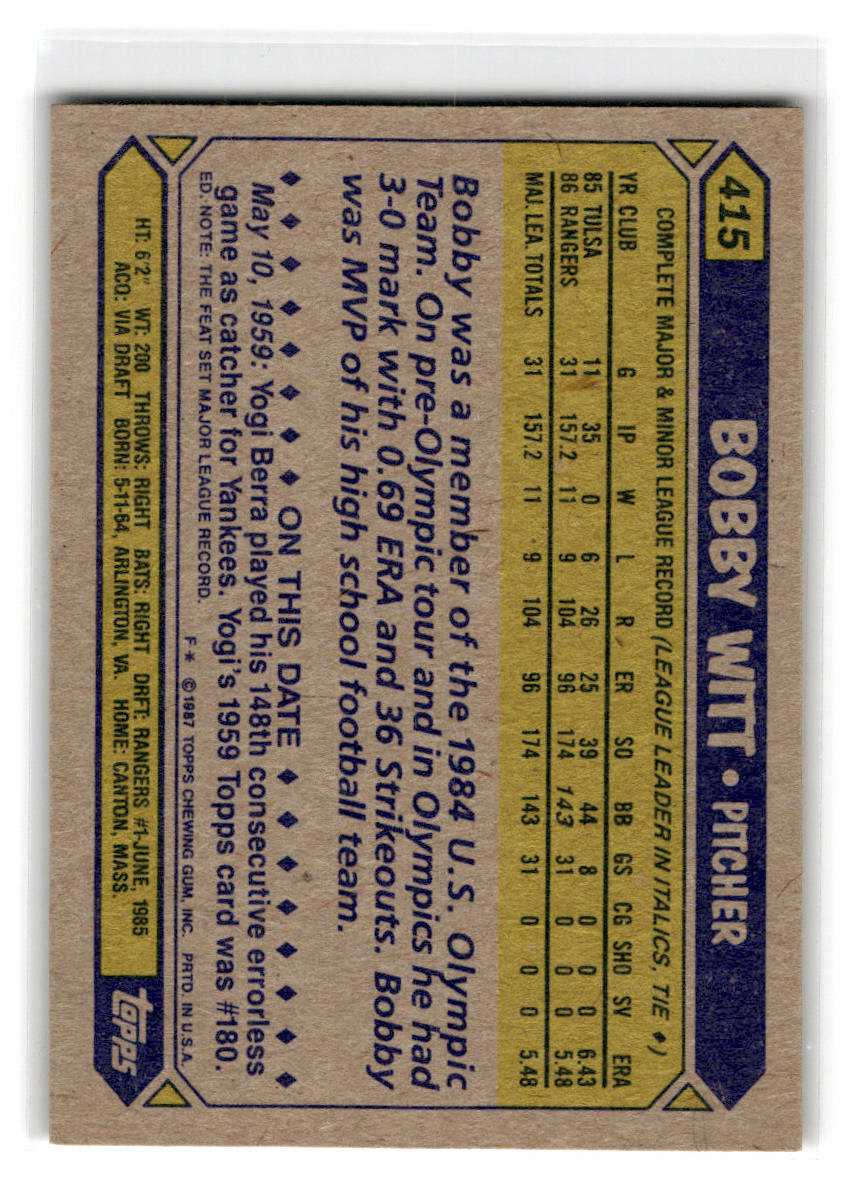 415 BOBBY WITT • PITCHER
COMPLETE MAJOR & MINOR LEAGUE RECORD (LEAGUE LEADER IN ITALICS, TIE ♦)
YR CLUB G IP W L R ER SO BB GS CG SHO SV ERA
85 TULSA 11 35 0 6 26 25 39 44 8 0 0 0 6.43
86 RANGERS 31 157.2 11 9 104 96 174 143 31 0 0 0 5.48
MAJ. LEA. TOTALS 31 157.2 11 9 104 96 174 143 31 0 0 0 5.48
Bobby was a member of the 1984 U.S. Olympic
Team. On pre-Olympic tour and in Olympics he had
3-0 mark with 0.69 ERA and 36 Strikeouts. Bobby
was MVP of his high school football team.
♦ ♦ ♦ ♦ ♦ ♦ ♦ ON THIS DATE ♦ ♦ ♦ ♦ ♦ ♦ ♦ ♦
May 10, 1959: Yogi Berra played his 148th consecutive errorless
game as catcher for Yankees. Yogi's 1959 Topps card was #180.
ED. NOTE: THE FEAT SET MAJOR LEAGUE RECORD. F* ©1987 TOPPS CHEWING GUM, INC. PRTD. IN U.S.A.
HT: 6'2" WT: 200 THROWS: RIGHT BATS: RIGHT DRFT: RANGERS #1-JUNE, 1985
ACQ: VIA DRAFT BORN: 5-11-64, ARLINGTON, VA. HOME: CANTON, MASS.
topps